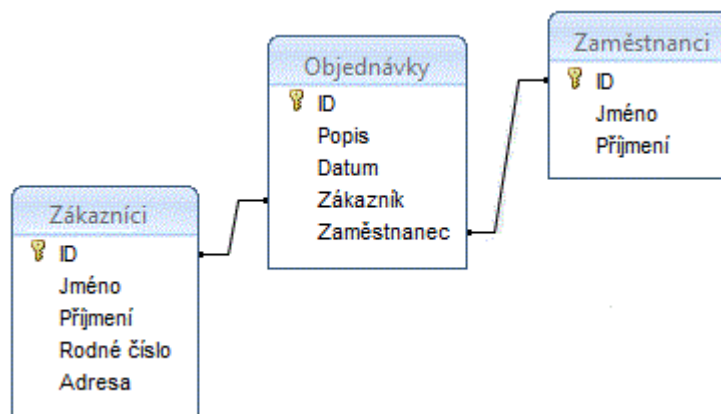 Zákazníci
ID
Jméno
Příjmení
Rodné číslo
Adresa
Objednávky
ID
Popis
Datum
Zákazník
Zaměstnanec
Zaměstnanci
ID
Jméno
Příjmení